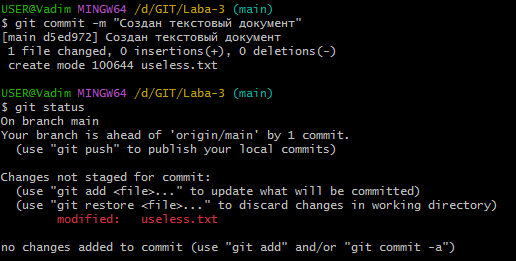 USER@Vadim MINGW64 /d/GIT/Laba-3 (main)
$ git commit -m "Создан текстовый документ"
[main d5ed972] Создан текстовый документ
 1 file changed, 0 insertions(+), 0 deletions(-)
 create mode 100644 useless.txt

USER@Vadim MINGW64 /d/GIT/Laba-3 (main)
$ git status
On branch main
Your branch is ahead of 'origin/main' by 1 commit.
  (use "git push" to publish your local commits)

Changes not staged for commit:
  (use "git add <file>..." to update what will be committed)
  (use "git restore <file>..." to discard changes in working directory)
        modified:   useless.txt

no changes added to commit (use "git add" and/or "git commit -a")